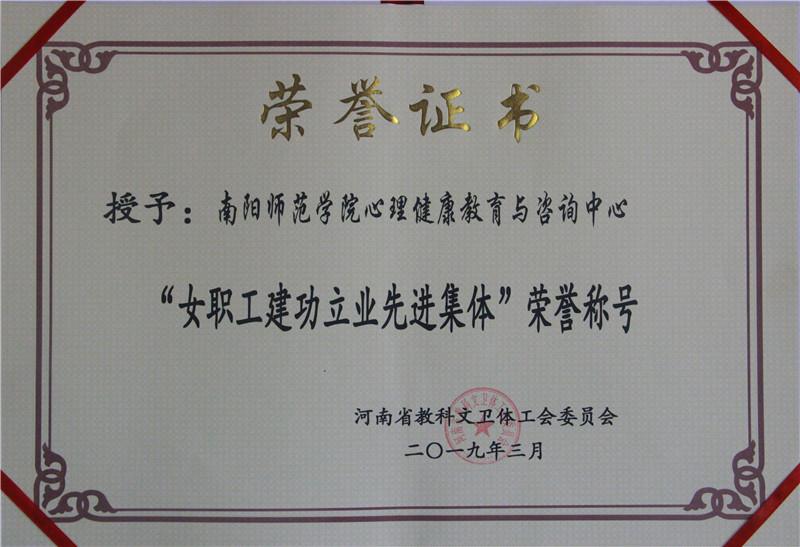 荣誉证书
授予：南阳师范学院心理健康教育与咨询中心
“女职工建功立业先进集体”荣誉称号
河南省教科文卫体工会委员会
二〇一九年三月